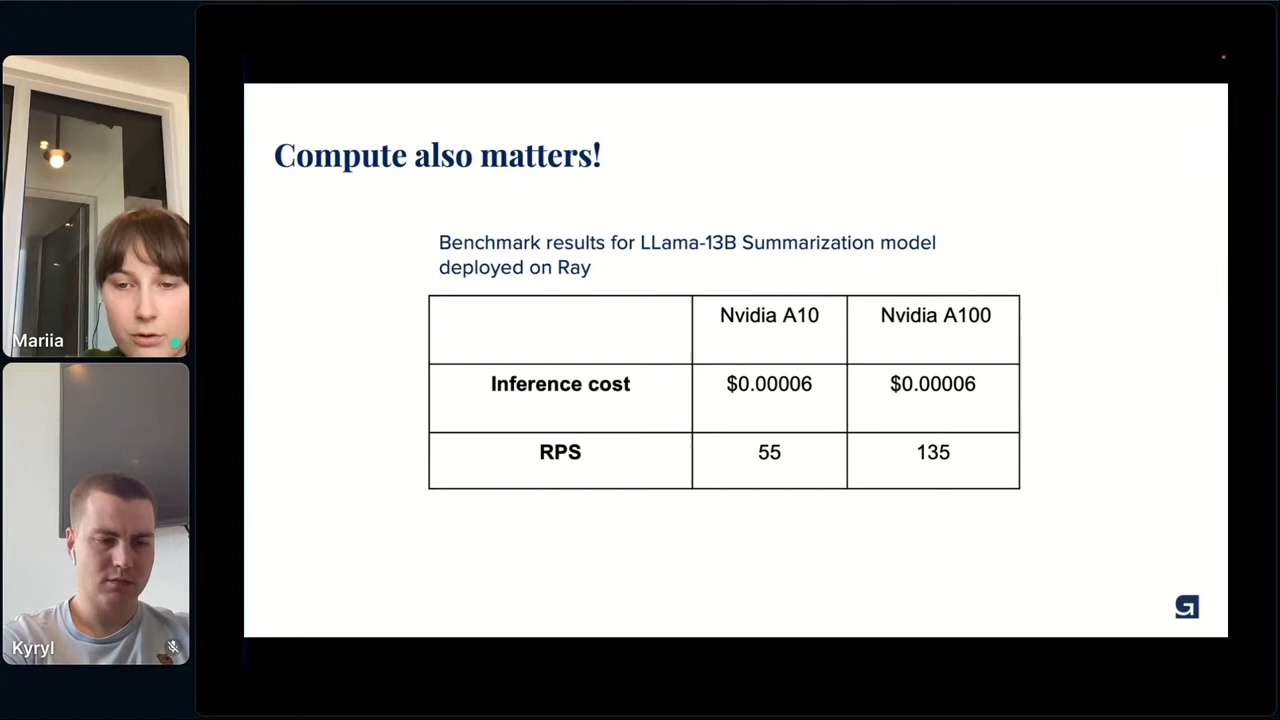 Compute also matters!
Benchmark results for LLama-13B Summarization model
deployed on Ray
Nvidia A10
Nvidia A100
Inference cost
$0.00006
$0.00006
RPS
55
135
Mariia
Kyryl